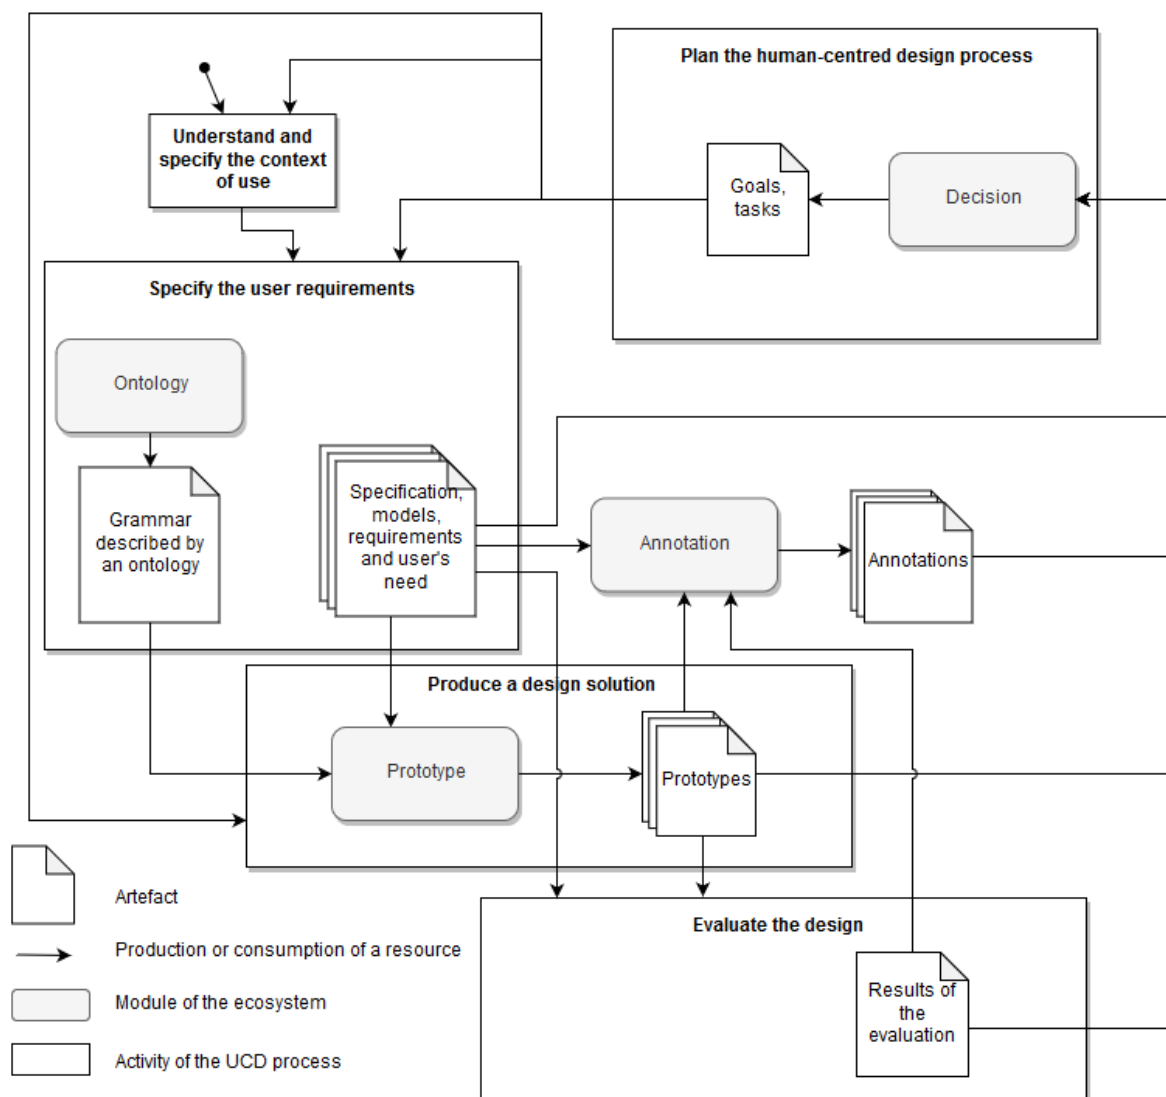 Plan the human-centred design process
Understand and
specify the context
of use
Goals,
tasks
Decision
Specify the user requirements
Ontology
Grammar
described by
an ontology
Specification,
models,
requirements
and user's
need
Annotation
Annotations
Produce a design solution
Prototype
Prototypes
Evaluate the design
Results of
the
evaluation
Artefact
Production or consumption of a resource
Module of the ecosystem
Activity of the UCD process